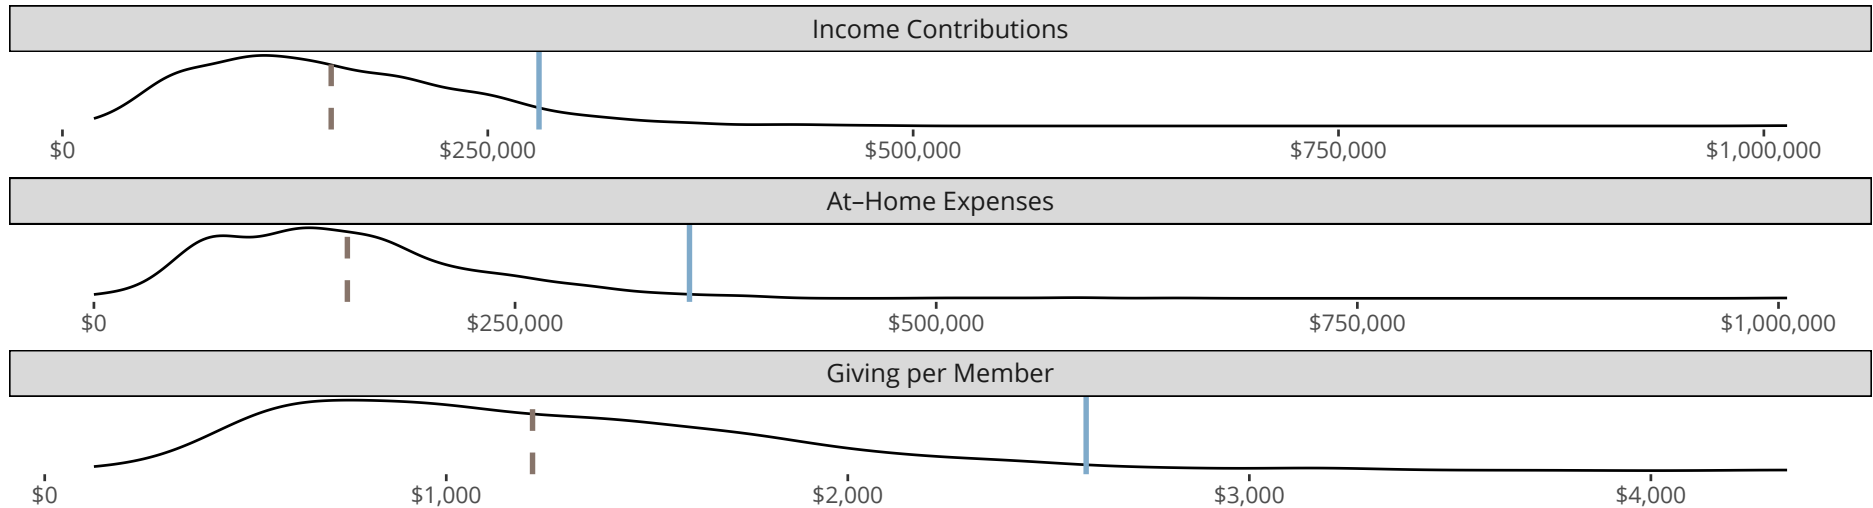 Income Contributions
$0 $250,000 $500,000 $750,000 $1,000,000
At–Home Expenses
$0 $250,000 $500,000 $750,000 $1,000,000
Giving per Member
$0 $1,000 $2,000 $3,000 $4,000